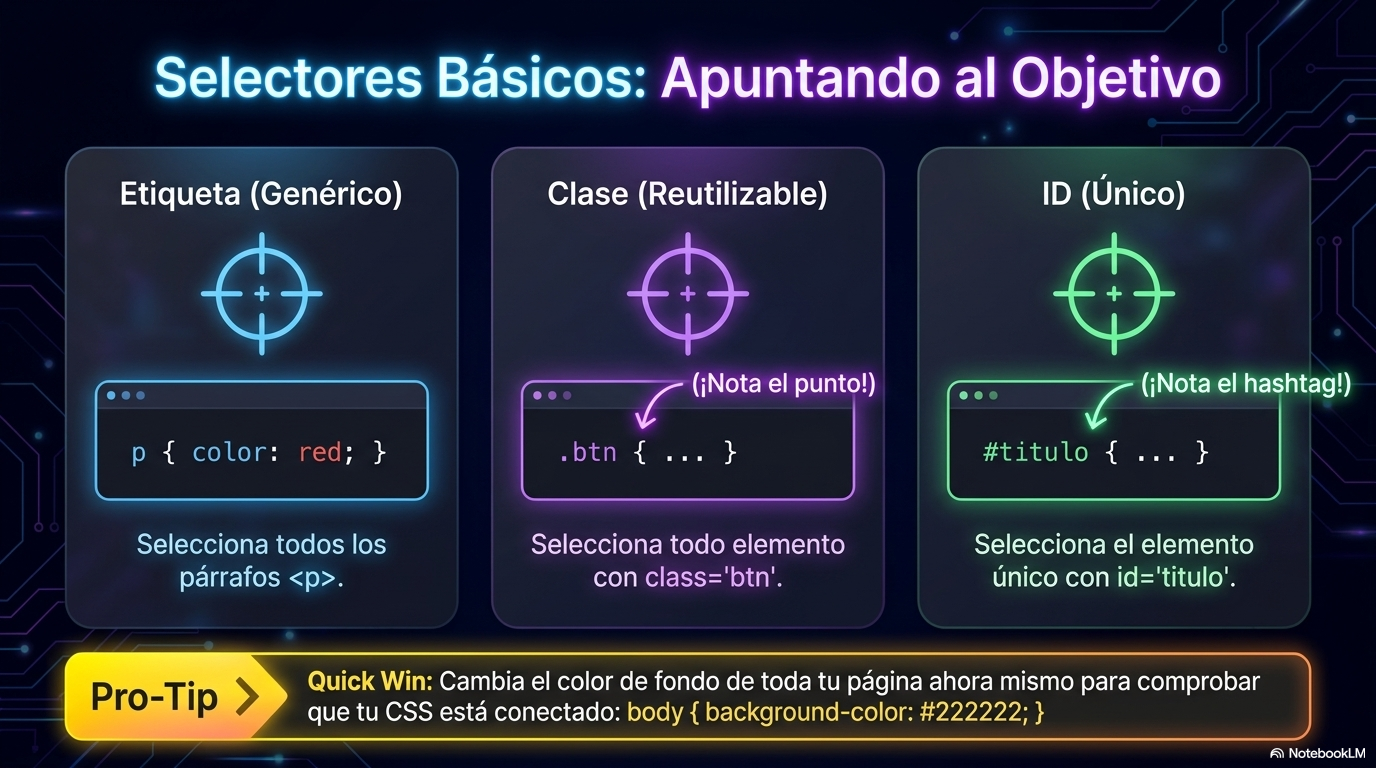 Selectores Básicos: Apuntando al Objetivo
Etiqueta (Genérico)
p { color: red; }
Selecciona todos los
párrafos <p>.
Clase (Reutilizable)
(¡Nota el punto!)
.btn { ... }
Selecciona todo elemento
con class='btn'.
ID (Único)
(¡Nota el hashtag!)
#titulo { ... }
Selecciona el elemento
único con id='titulo'.
Pro-Tip
Quick Win: Cambia el color de fondo de toda tu página ahora mismo para comprobar
que tu CSS está conectado: body { background-color: #222222; }
NotebookLM